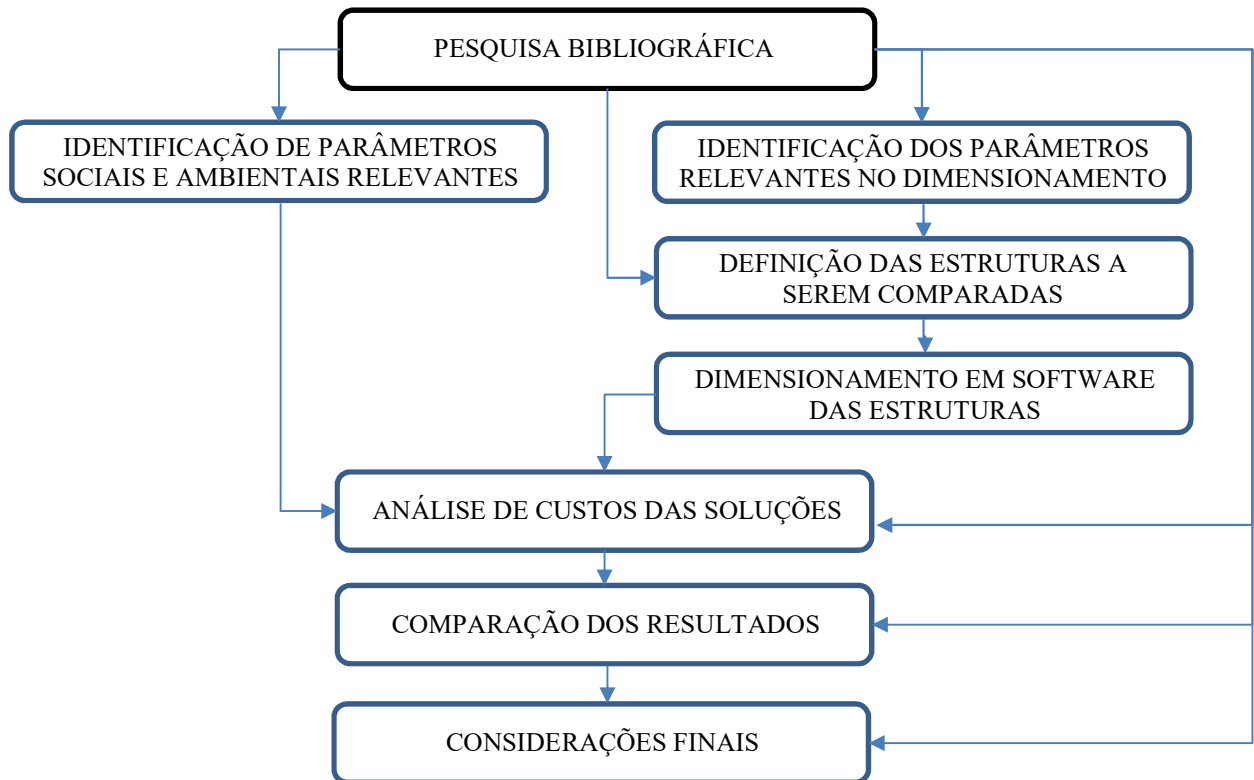 PESQUISA BIBLIOGRÁFICA
IDENTIFICAÇÃO DE PARÂMETROS
SOCIAIS E AMBIENTAIS RELEVANTES
IDENTIFICAÇÃO DOS PARÂMETROS
RELEVANTES NO DIMENSIONAMENTO
DEFINIÇÃO DAS ESTRUTURAS A
SEREM COMPARADAS
DIMENSIONAMENTO EM SOFTWARE
DAS ESTRUTURAS
ANÁLISE DE CUSTOS DAS SOLUÇÕES
COMPARAÇÃO DOS RESULTADOS
CONSIDERAÇÕES FINAIS